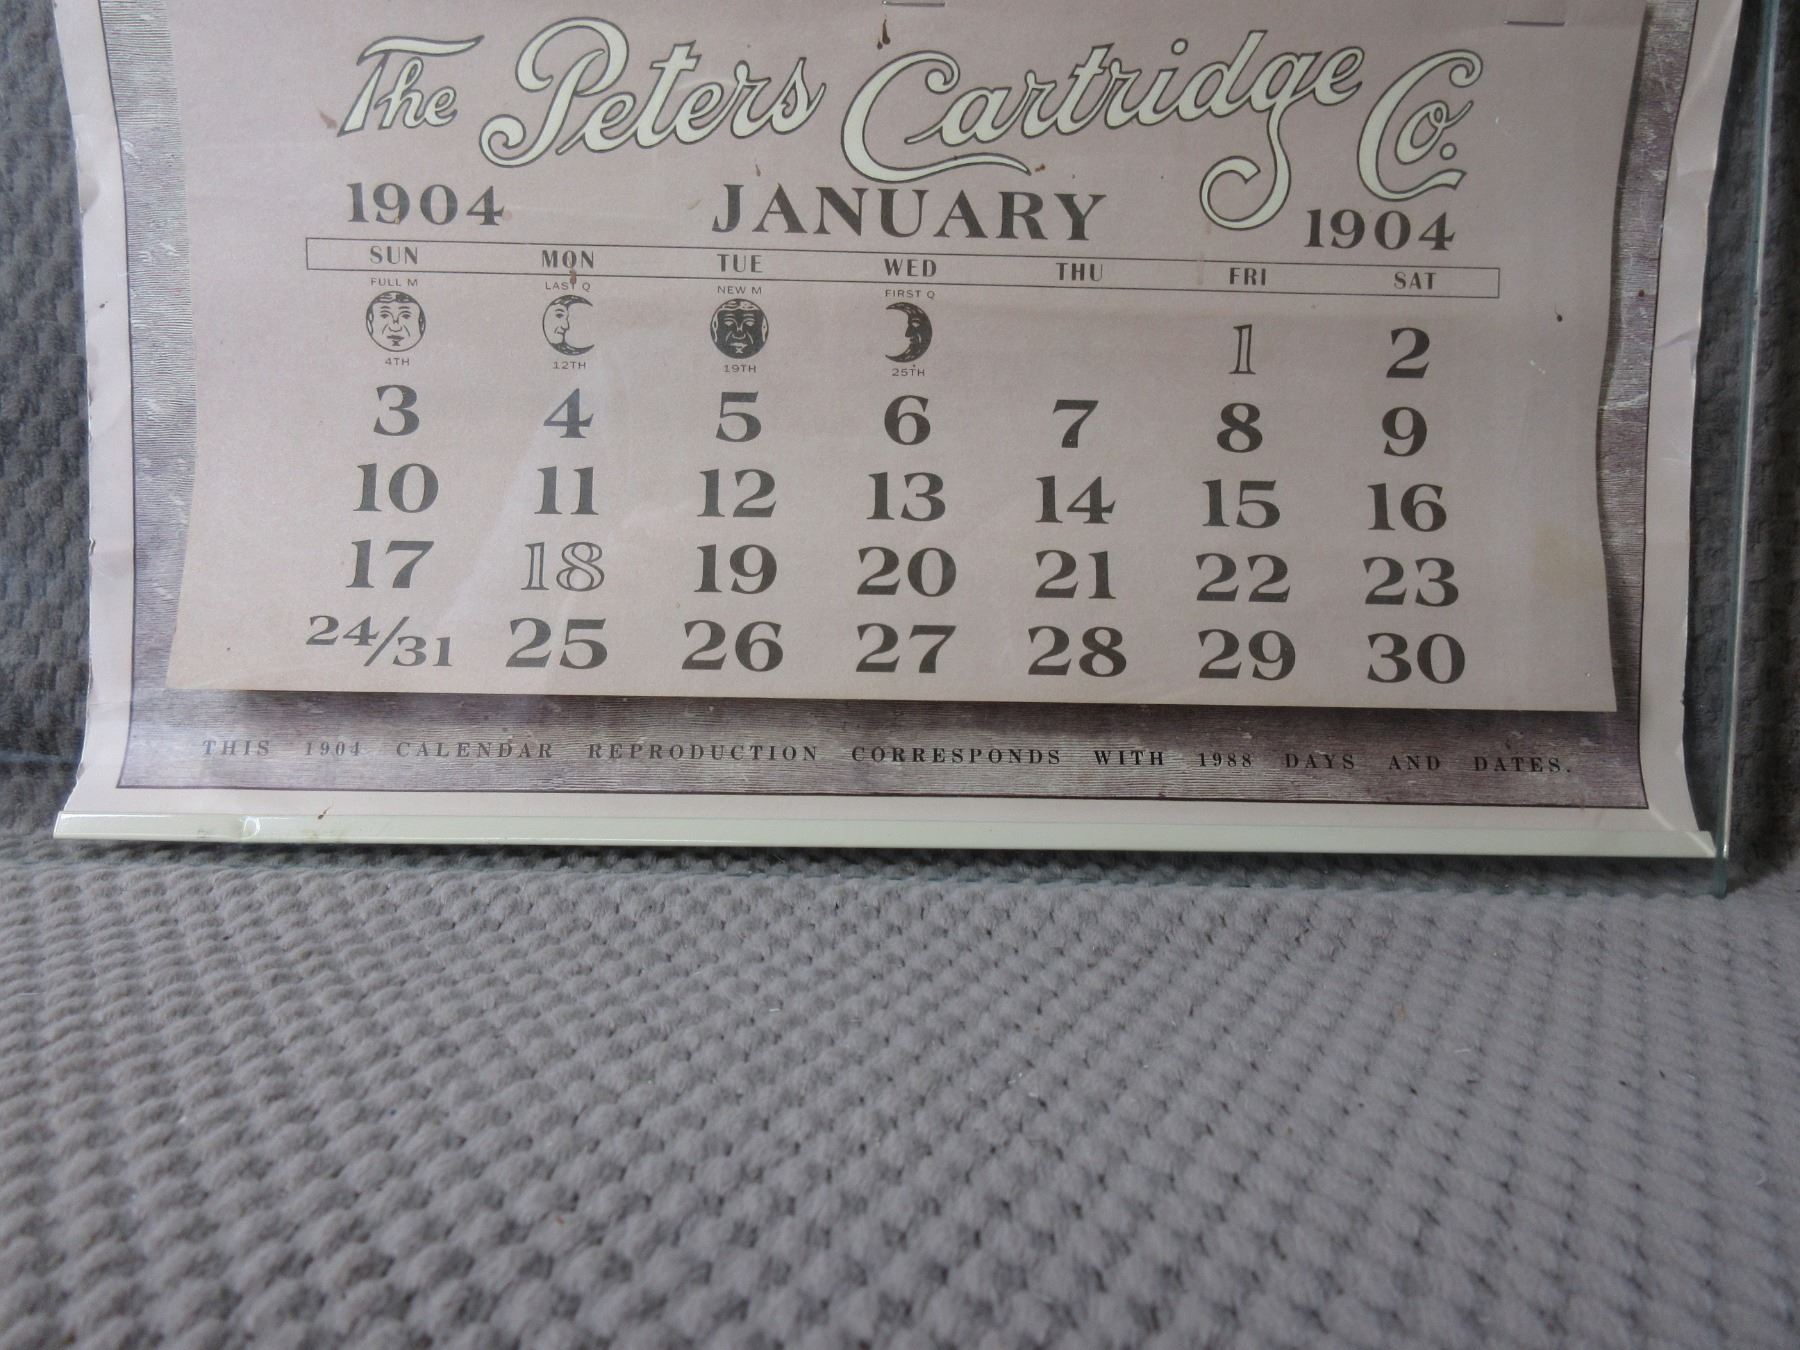 The Peters Cartridge Co.
1904 JANUARY 1904
SUN MON TUE WED THU FRI SAT
FULL M LAST Q NEW M FIRST Q
4TH 12TH 19TH 25TH
1 2
3 4 5 6 7 8 9
10 11 12 13 14 15 16
17 18 19 20 21 22 23
24/31 25 26 27 28 29 30
THIS 1904 CALENDAR REPRODUCTION CORRESPONDS WITH 1988 DAYS AND DATES.